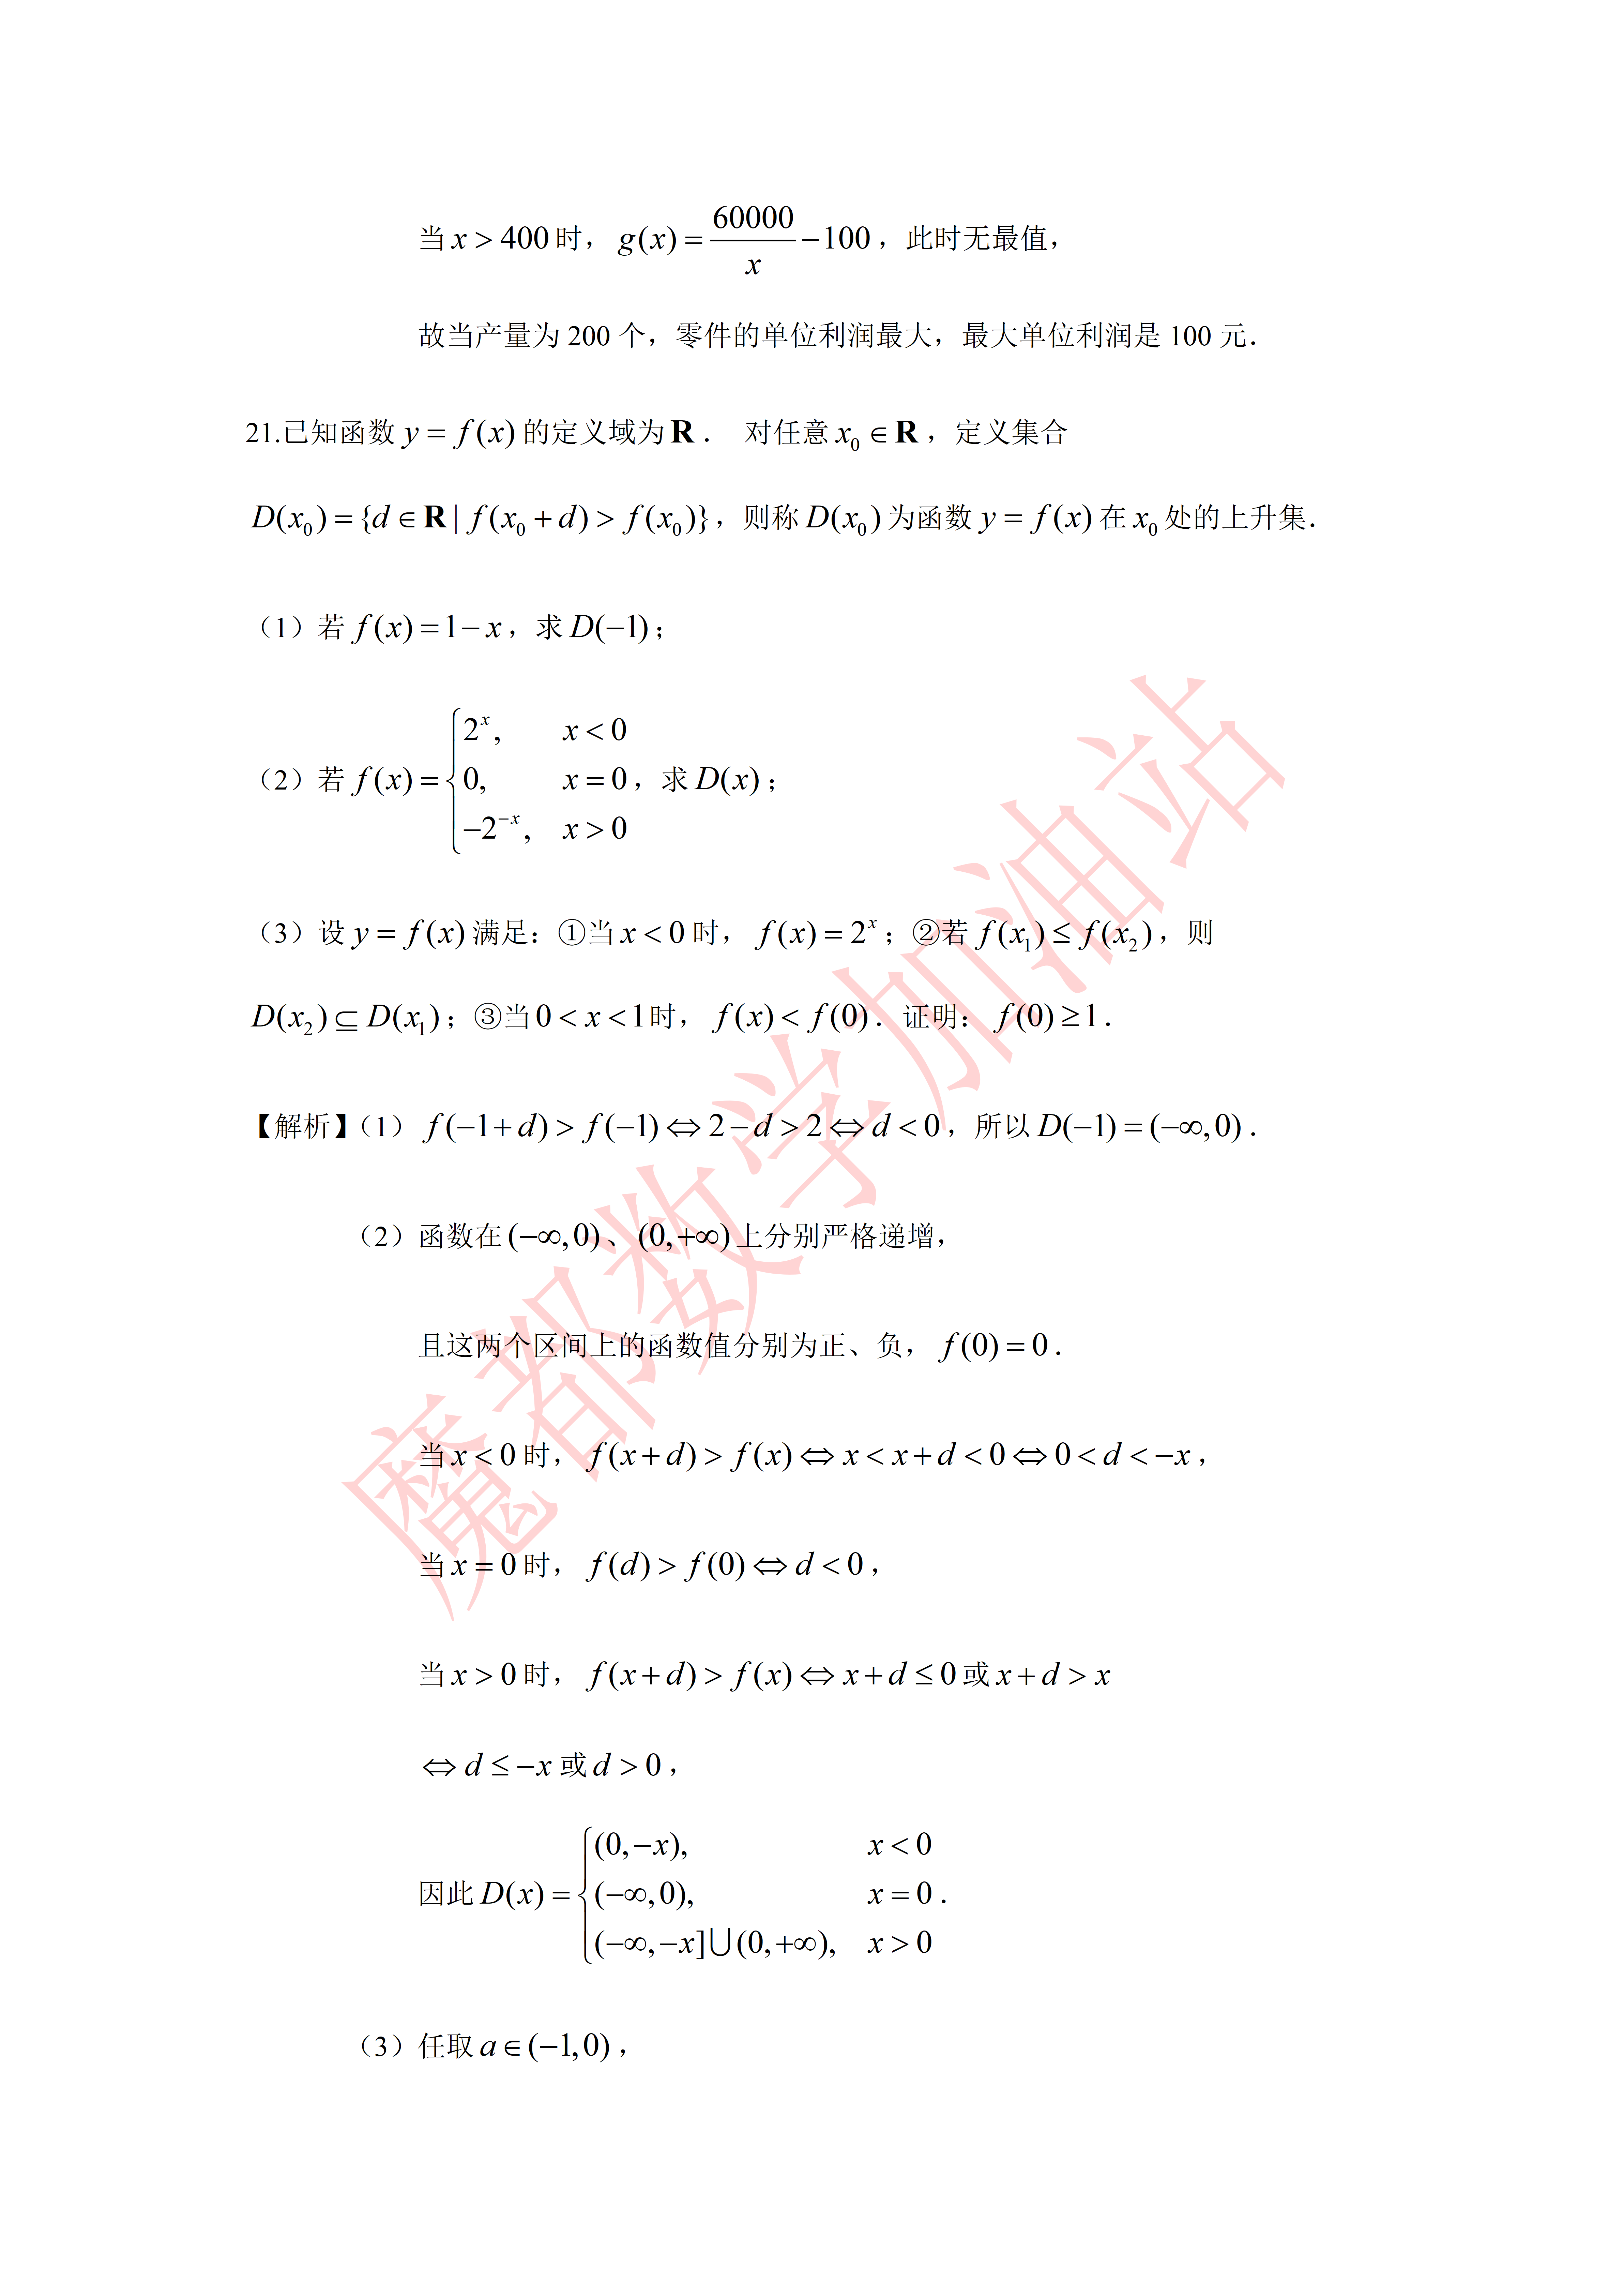 当 x > 400 时， g(x) = 60000/x − 100 ，此时无最值，
故当产量为 200 个，零件的单位利润最大，最大单位利润是 100 元．
21.已知函数 y = f(x) 的定义域为 R ． 对任意 x₀ ∈ R ，定义集合
D(x₀) = {d ∈ R | f(x₀ + d) > f(x₀)}，则称 D(x₀) 为函数 y = f(x) 在 x₀ 处的上升集．
（1）若 f(x) = 1 − x ，求 D(−1)；
（2）若 f(x) = { 2ˣ, x < 0
0, x = 0 ，求 D(x)；
−2⁻ˣ, x > 0
（3）设 y = f(x) 满足：①当 x < 0 时， f(x) = 2ˣ ；②若 f(x₁) ≤ f(x₂)，则
D(x₂) ⊆ D(x₁)；③当 0 < x < 1 时， f(x) < f(0)．证明： f(0) ≥ 1．
【解析】（1） f(−1 + d) > f(−1) ⇔ 2 − d > 2 ⇔ d < 0 ，所以 D(−1) = (−∞, 0)．
（2）函数在 (−∞, 0) 、(0, +∞) 上分别严格递增，
且这两个区间上的函数值分别为正、负， f(0) = 0．
当 x < 0 时， f(x + d) > f(x) ⇔ x < x + d < 0 ⇔ 0 < d < −x ，
当 x = 0 时， f(d) > f(0) ⇔ d < 0 ，
当 x > 0 时， f(x + d) > f(x) ⇔ x + d ≤ 0 或 x + d > x
⇔ d ≤ −x 或 d > 0 ，
因此 D(x) = { (0, −x), x < 0
(−∞, 0), x = 0 ．
(−∞, −x] ∪ (0, +∞), x > 0
（3）任取 a ∈ (−1, 0) ，
魔都数学加油站